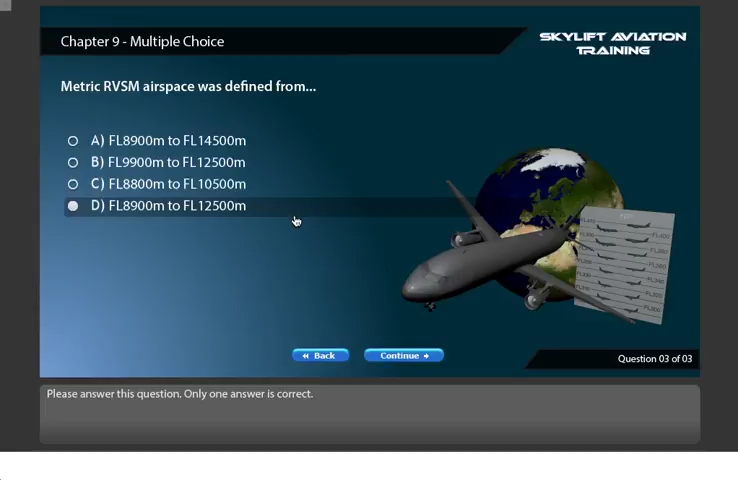 Chapter 9 - Multiple Choice
SKYLIFT AVIATION
TRAINING
Metric RVSM airspace was defined from...
A) FL8900m to FL14500m
B) FL9900m to FL12500m
C) FL8800m to FL10500m
D) FL8900m to FL12500m
Back
Continue
Question 03 of 03
Please answer this question. Only one answer is correct.